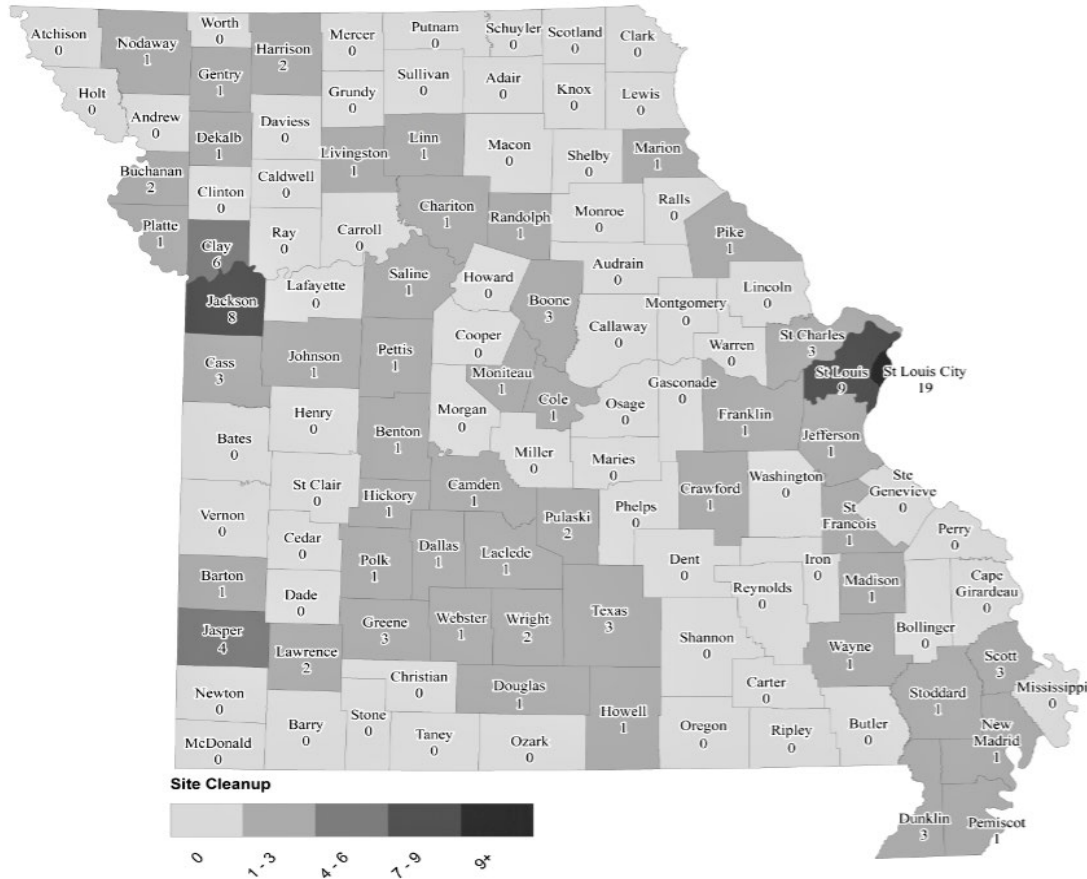 Atchison
0
Nodaway
1
Worth
0
Harrison
2
Mercer
0
Putnam
0
Schuyler
0
Scotland
0
Clark
0
Holt
0
Andrew
0
Gentry
1
Daviess
0
Grundy
0
Sullivan
0
Adair
0
Knox
0
Lewis
0
Dekalb
1
Livingston
1
Linn
1
Macon
0
Shelby
0
Marion
1
Buchanan
2
Clinton
0
Caldwell
0
Chariton
1
Randolph
1
Monroe
0
Ralls
0
Platte
1
Clay
6
Ray
0
Carroll
0
Pike
1
Jackson
8
Lafayette
0
Saline
1
Howard
0
Boone
3
Audrain
0
Callaway
0
Montgomery
0
Lincoln
0
Warren
0
St Charles
3
St Louis
9
St Louis City
19
Cass
3
Johnson
1
Pettis
1
Cooper
0
Moniteau
1
Cole
1
Osage
0
Gasconade
0
Franklin
1
Jefferson
1
Bates
0
Henry
0
Benton
1
Morgan
0
Miller
0
Maries
0
Crawford
1
Washington
0
Ste
Genevieve
0
St
Francois
1
Perry
0
Vernon
0
St Clair
0
Hickory
1
Camden
1
Pulaski
2
Phelps
0
Cedar
0
Polk
1
Dallas
1
Laclede
1
Dent
0
Iron
0
Reynolds
0
Madison
1
Cape
Girardeau
0
Bollinger
0
Barton
1
Dade
0
Greene
3
Webster
1
Wright
2
Texas
3
Shannon
0
Wayne
1
Scott
3
Mississippi
0
Jasper
4
Lawrence
2
Christian
0
Douglas
1
Howell
1
Carter
0
Stoddard
1
New
Madrid
1
Newton
0
McDonald
0
Barry
0
Stone
0
Taney
0
Ozark
0
Oregon
0
Ripley
0
Butler
0
Dunklin
3
Pemiscot
1
Site Cleanup
0
1 - 3
4 - 6
7 - 9
9+